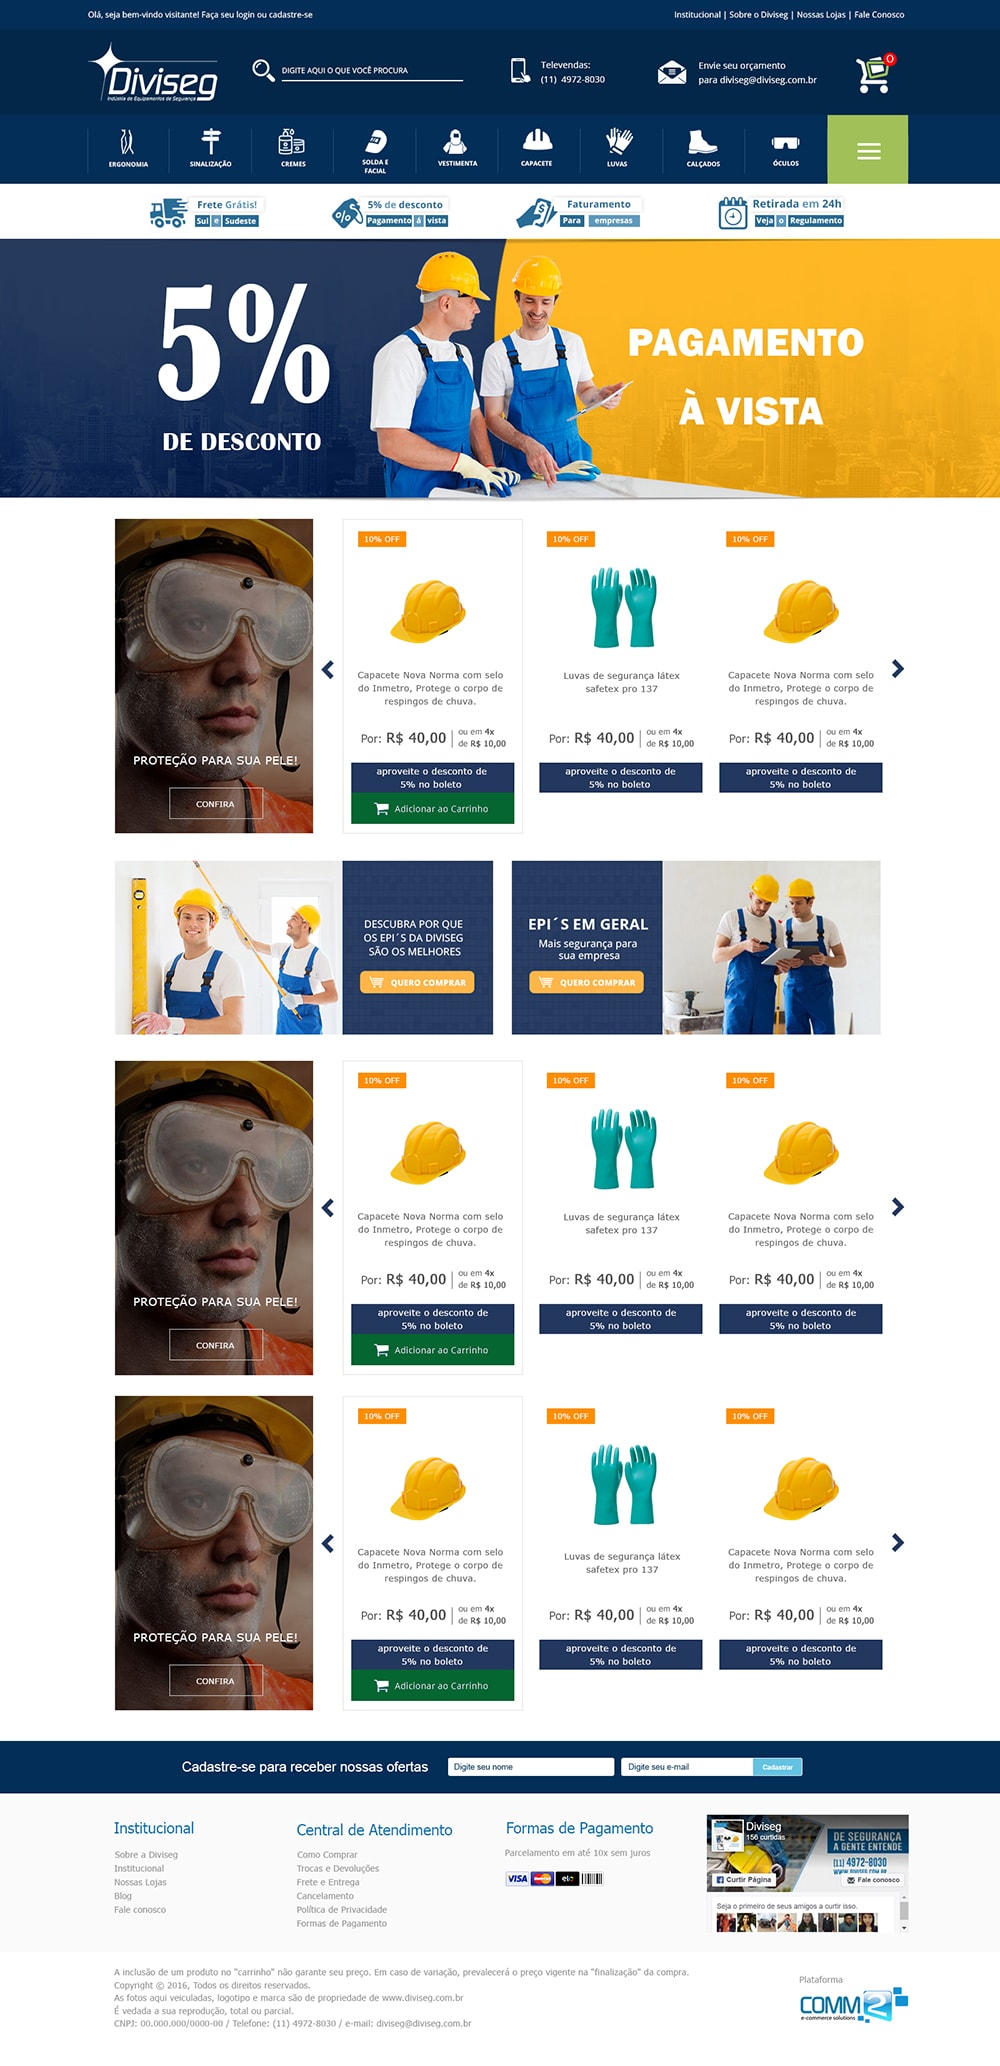 Olá, seja bem-vindo visitante! Faça seu login ou cadastre-se
Institucional | Sobre o Diviseg | Nossas Lojas | Fale Conosco
Diviseg
Indústria de Equipamentos de Segurança
DIGITE AQUI O QUE VOCÊ PROCURA
Televendas:
(11) 4972-8030
Envie seu orçamento
para diviseg@diviseg.com.br
0
ERGONOMIA
SINALIZAÇÃO
CREMES
SOLDA E
FACIAL
VESTIMENTA
CAPACETE
LUVAS
CALÇADOS
ÓCULOS
Frete Grátis!
Sul e Sudeste
5% de desconto
Pagamento á vista
Faturamento
Para empresas
Retirada em 24h
Veja o Regulamento
5%
DE DESCONTO
PAGAMENTO
À VISTA
PROTEÇÃO PARA SUA PELE!
CONFIRA
10% OFF
Capacete Nova Norma com selo
do Inmetro, Protege o corpo de
respingos de chuva.
Por: R$ 40,00 | ou em 4x
de R$ 10,00
aproveite o desconto de
5% no boleto
Adicionar ao Carrinho
10% OFF
Luvas de segurança látex
safetex pro 137
Por: R$ 40,00 | ou em 4x
de R$ 10,00
aproveite o desconto de
5% no boleto
10% OFF
Capacete Nova Norma com selo
do Inmetro, Protege o corpo de
respingos de chuva.
Por: R$ 40,00 | ou em 4x
de R$ 10,00
aproveite o desconto de
5% no boleto
DESCUBRA POR QUE
OS EPI´S DA DIVISEG
SÃO OS MELHORES
QUERO COMPRAR
EPI´S EM GERAL
Mais segurança para
sua empresa
QUERO COMPRAR
PROTEÇÃO PARA SUA PELE!
CONFIRA
10% OFF
Capacete Nova Norma com selo
do Inmetro, Protege o corpo de
respingos de chuva.
Por: R$ 40,00 | ou em 4x
de R$ 10,00
aproveite o desconto de
5% no boleto
Adicionar ao Carrinho
10% OFF
Luvas de segurança látex
safetex pro 137
Por: R$ 40,00 | ou em 4x
de R$ 10,00
aproveite o desconto de
5% no boleto
10% OFF
Capacete Nova Norma com selo
do Inmetro, Protege o corpo de
respingos de chuva.
Por: R$ 40,00 | ou em 4x
de R$ 10,00
aproveite o desconto de
5% no boleto
PROTEÇÃO PARA SUA PELE!
CONFIRA
10% OFF
Capacete Nova Norma com selo
do Inmetro, Protege o corpo de
respingos de chuva.
Por: R$ 40,00 | ou em 4x
de R$ 10,00
aproveite o desconto de
5% no boleto
Adicionar ao Carrinho
10% OFF
Luvas de segurança látex
safetex pro 137
Por: R$ 40,00 | ou em 4x
de R$ 10,00
aproveite o desconto de
5% no boleto
10% OFF
Capacete Nova Norma com selo
do Inmetro, Protege o corpo de
respingos de chuva.
Por: R$ 40,00 | ou em 4x
de R$ 10,00
aproveite o desconto de
5% no boleto
Cadastre-se para receber nossas ofertas
Digite seu nome
Digite seu e-mail
Cadastrar
Institucional
Sobre a Diviseg
Institucional
Nossas Lojas
Blog
Fale conosco
Central de Atendimento
Como Comprar
Trocas e Devoluções
Frete e Entrega
Cancelamento
Política de Privacidade
Formas de Pagamento
Formas de Pagamento
Parcelamento em até 10x sem juros
VISA
MasterCard
elo
Diviseg
156 curtidas
DE SEGURANÇA
A GENTE ENTENDE
(11) 4972-8030
WWW.DIVISEG.COM.BR
Curtir Página
Fale conosco
Seja o primeiro de seus amigos a curtir isso.
A inclusão de um produto no "carrinho" não garante seu preço. Em caso de variação, prevalecerá o preço vigente na "finalização" da compra.
Copyright © 2016, Todos os direitos reservados.
As fotos aqui veiculadas, logotipo e marca são de propriedade de www.diviseg.com.br
É vedada a sua reprodução, total ou parcial.
CNPJ: 00.000.000/0000-00 / Telefone: (11) 4972-8030 / e-mail: diviseg@diviseg.com.br
Plataforma
COMM2
e-commerce solutions